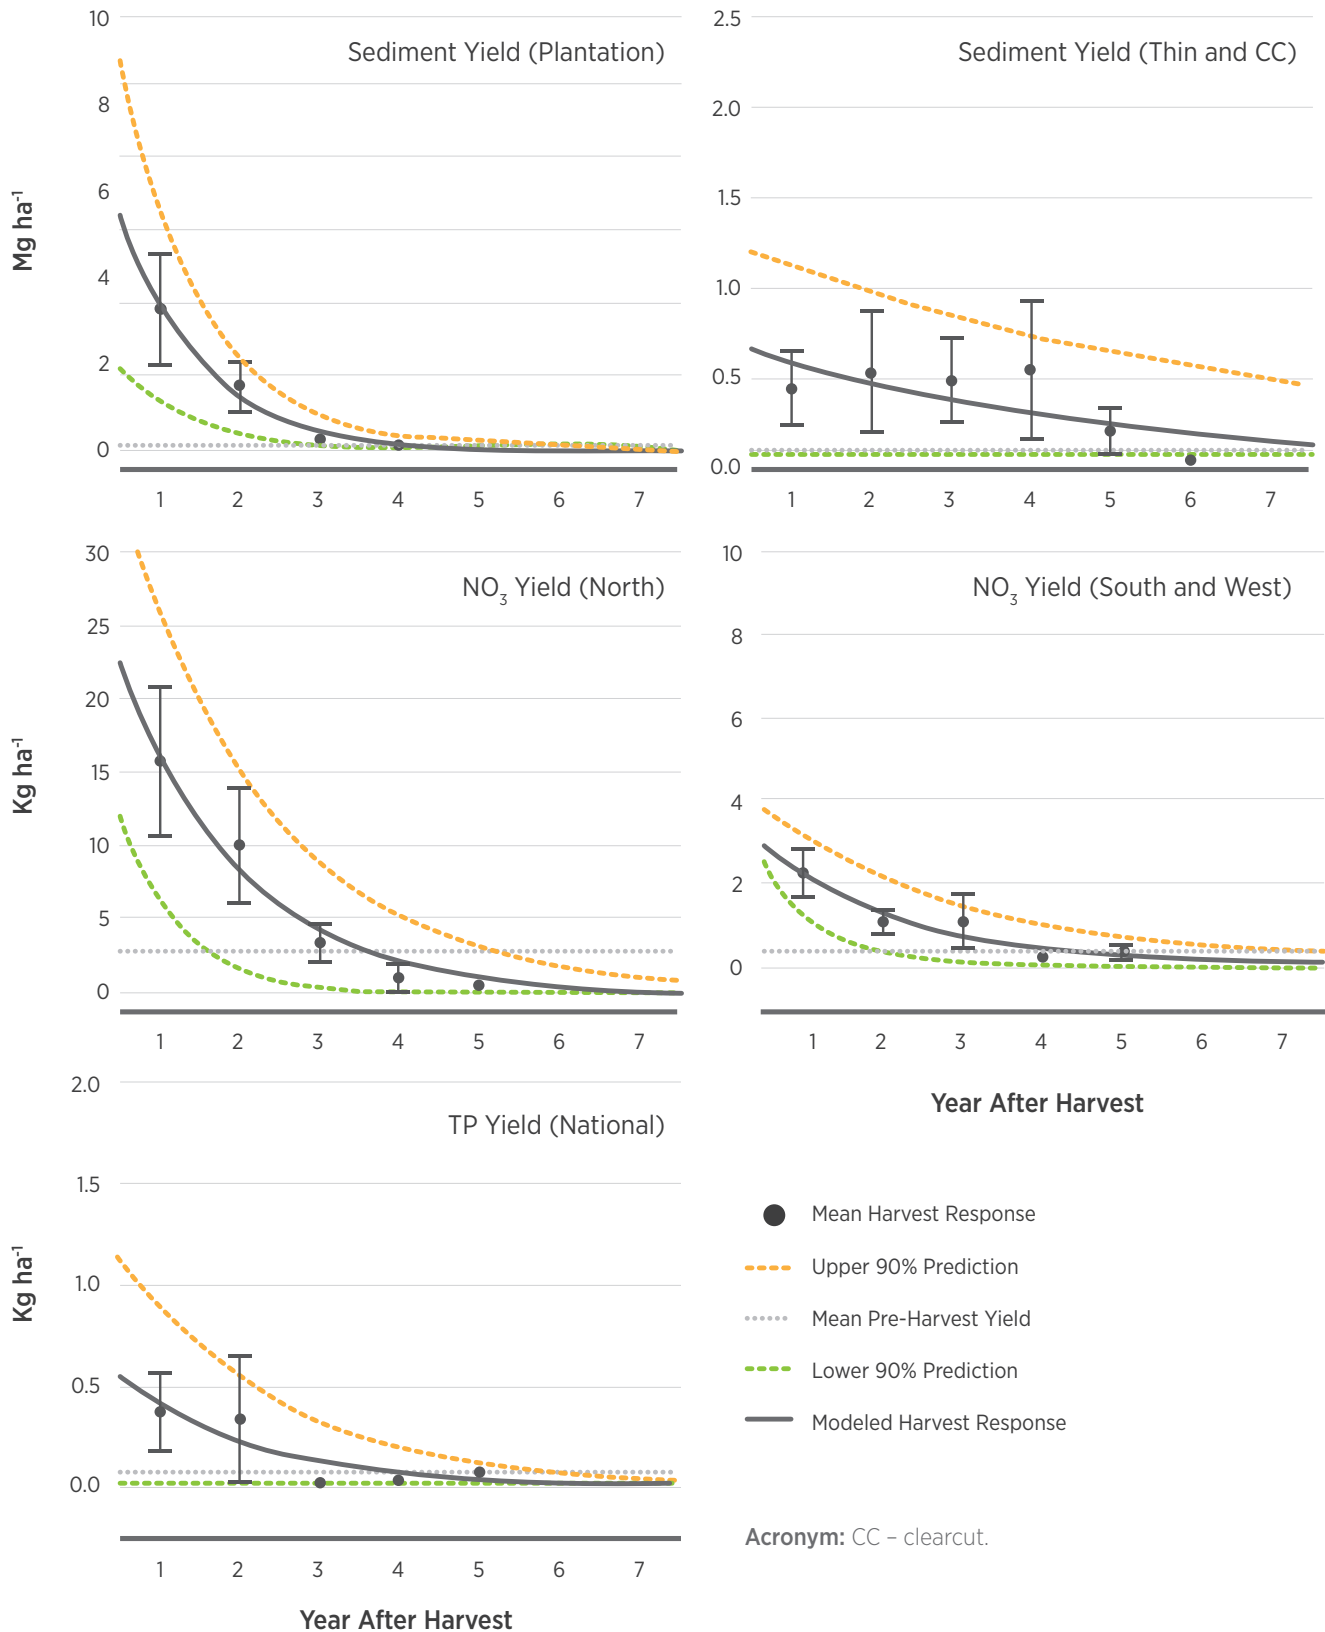 Sediment Yield (Plantation)
Mg ha-1
10
8
6
4
2
0
1 2 3 4 5 6 7
Sediment Yield (Thin and CC)
2.5
2.0
1.5
1.0
0.5
0.0
1 2 3 4 5 6 7
NO3 Yield (North)
Kg ha-1
30
25
20
15
10
5
0
1 2 3 4 5 6 7
NO3 Yield (South and West)
10
8
6
4
2
0
1 2 3 4 5 6 7
Year After Harvest
TP Yield (National)
Kg ha-1
2.0
1.5
1.0
0.5
0.0
1 2 3 4 5 6 7
Year After Harvest
Mean Harvest Response
Upper 90% Prediction
Mean Pre-Harvest Yield
Lower 90% Prediction
Modeled Harvest Response
Acronym: CC – clearcut.